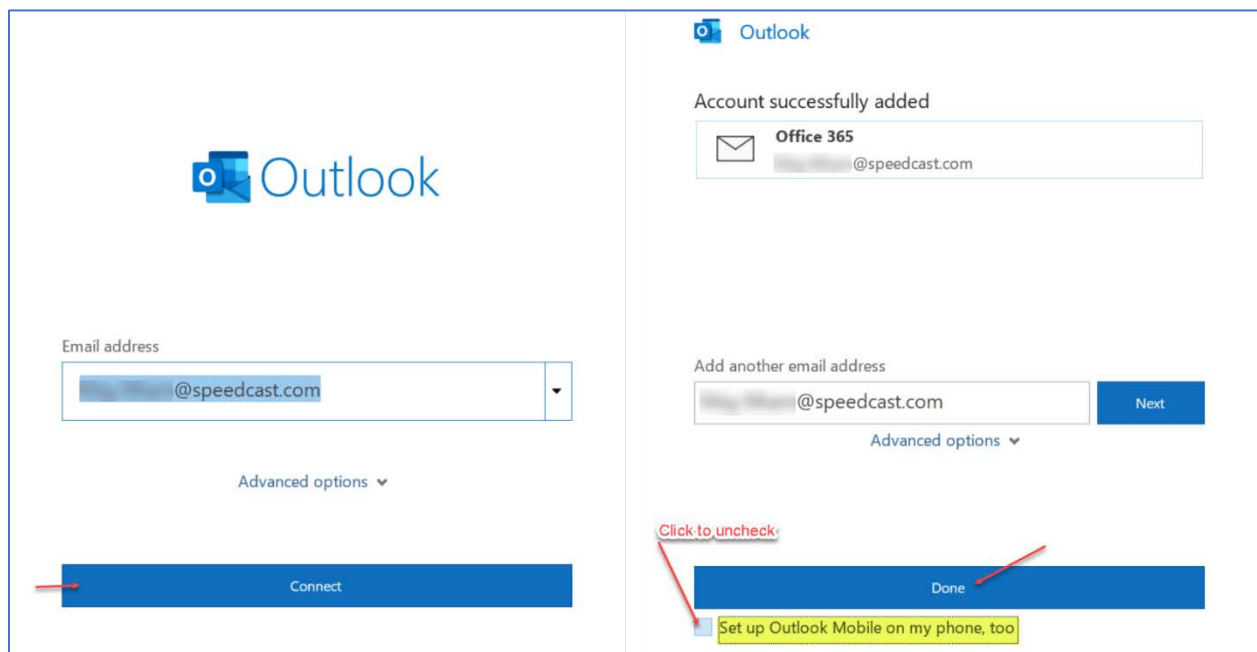 Outlook
Email address
@speedcast.com
Advanced options
Connect
Outlook
Account successfully added
Office 365
@speedcast.com
Add another email address
@speedcast.com
Next
Advanced options
Click to uncheck
Done
Set up Outlook Mobile on my phone, too